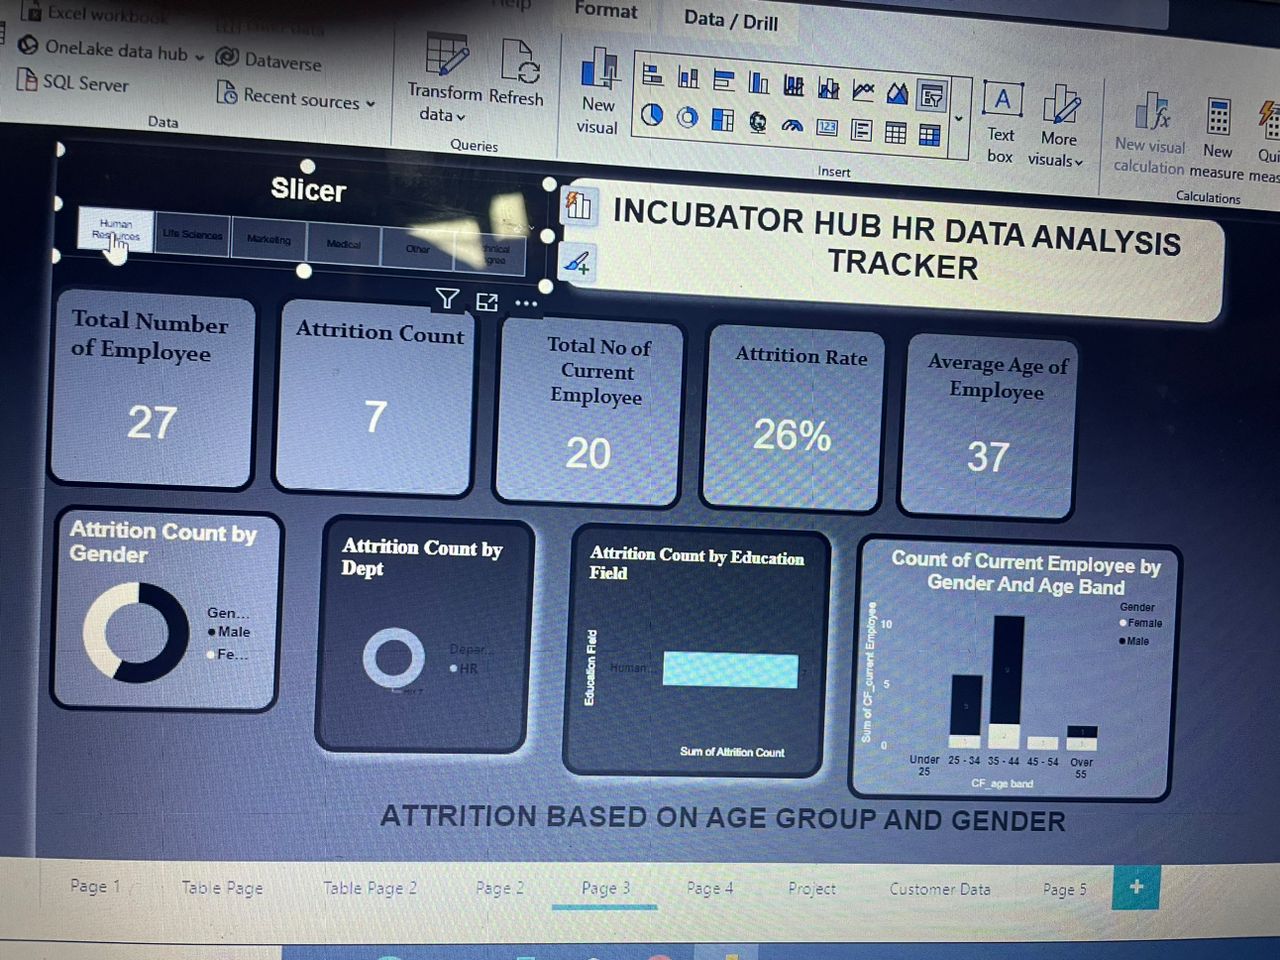 Help
Format
Data / Drill
Excel workbook
OneLake data hub
Dataverse
SQL Server
Recent sources
Data
Transform
data
Refresh
Queries
New
visual
123
Insert
A
Text
box
More
visuals
New visual
calculation
New
measure
Calculations
Slicer
Human
Resources
Life Sciences
Marketing
Medical
Other
INCUBATOR HUB HR DATA ANALYSIS
TRACKER
Total Number
of Employee
27
Attrition Count
7
Total No of
Current
Employee
20
Attrition Rate
26%
Average Age of
Employee
37
Attrition Count by
Gender
Gen...
Male
Fe...
Attrition Count by
Dept
Depar...
HR
Attrition Count by Education
Field
Education Field
Human...
Sum of Attrition Count
Count of Current Employee by
Gender And Age Band
Gender
Female
Male
Sum of CF_current Employee
10
5
0
Under
25
25 - 34
35 - 44
45 - 54
Over
55
CF_age band
ATTRITION BASED ON AGE GROUP AND GENDER
Page 1
Table Page
Table Page 2
Page 2
Page 3
Page 4
Project
Customer Data
Page 5
+